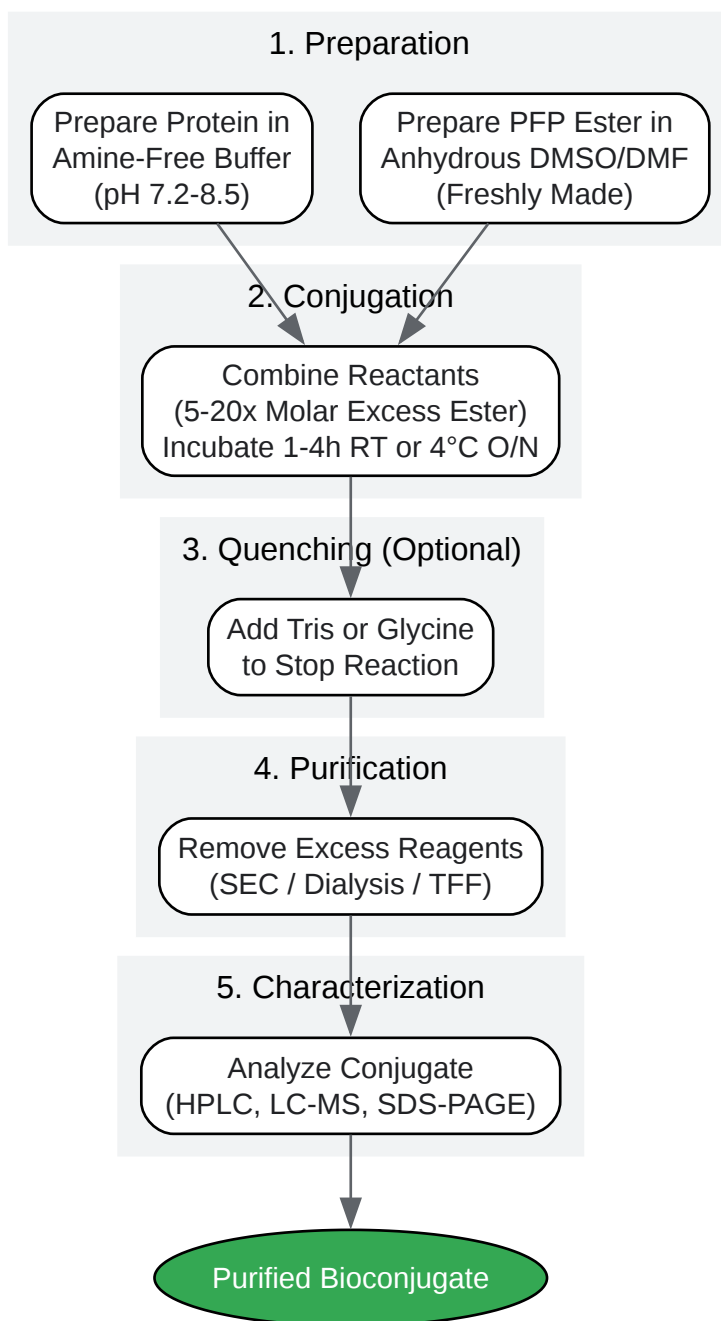 1. Preparation
Prepare Protein in
Amine-Free Buffer
(pH 7.2-8.5)
Prepare PFP Ester in
Anhydrous DMSO/DMF
(Freshly Made)
2. Conjugation
Combine Reactants
(5-20x Molar Excess Ester)
Incubate 1-4h RT or 4°C O/N
3. Quenching (Optional)
Add Tris or Glycine
to Stop Reaction
4. Purification
Remove Excess Reagents
(SEC / Dialysis / TFF)
5. Characterization
Analyze Conjugate
(HPLC, LC-MS, SDS-PAGE)
Purified Bioconjugate